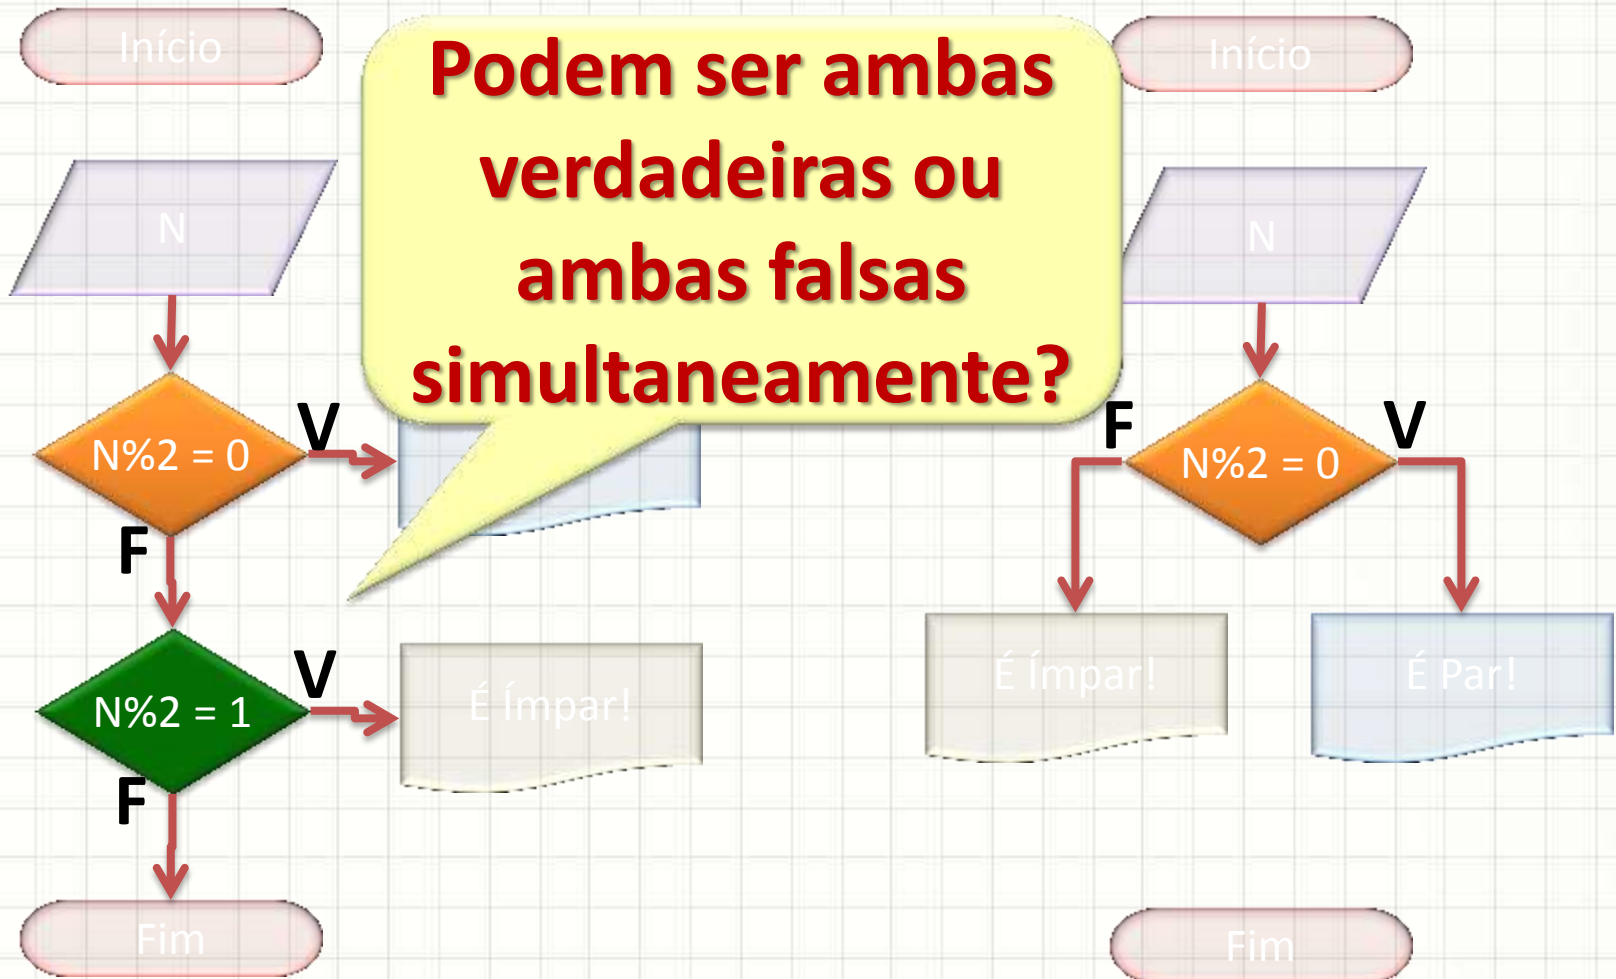 Início
N
N%2 = 0
V
F
N%2 = 1
V
F
É Ímpar!
Fim
Podem ser ambas
verdadeiras ou
ambas falsas
simultaneamente?
Início
N
F
N%2 = 0
V
É Ímpar!
É Par!
Fim